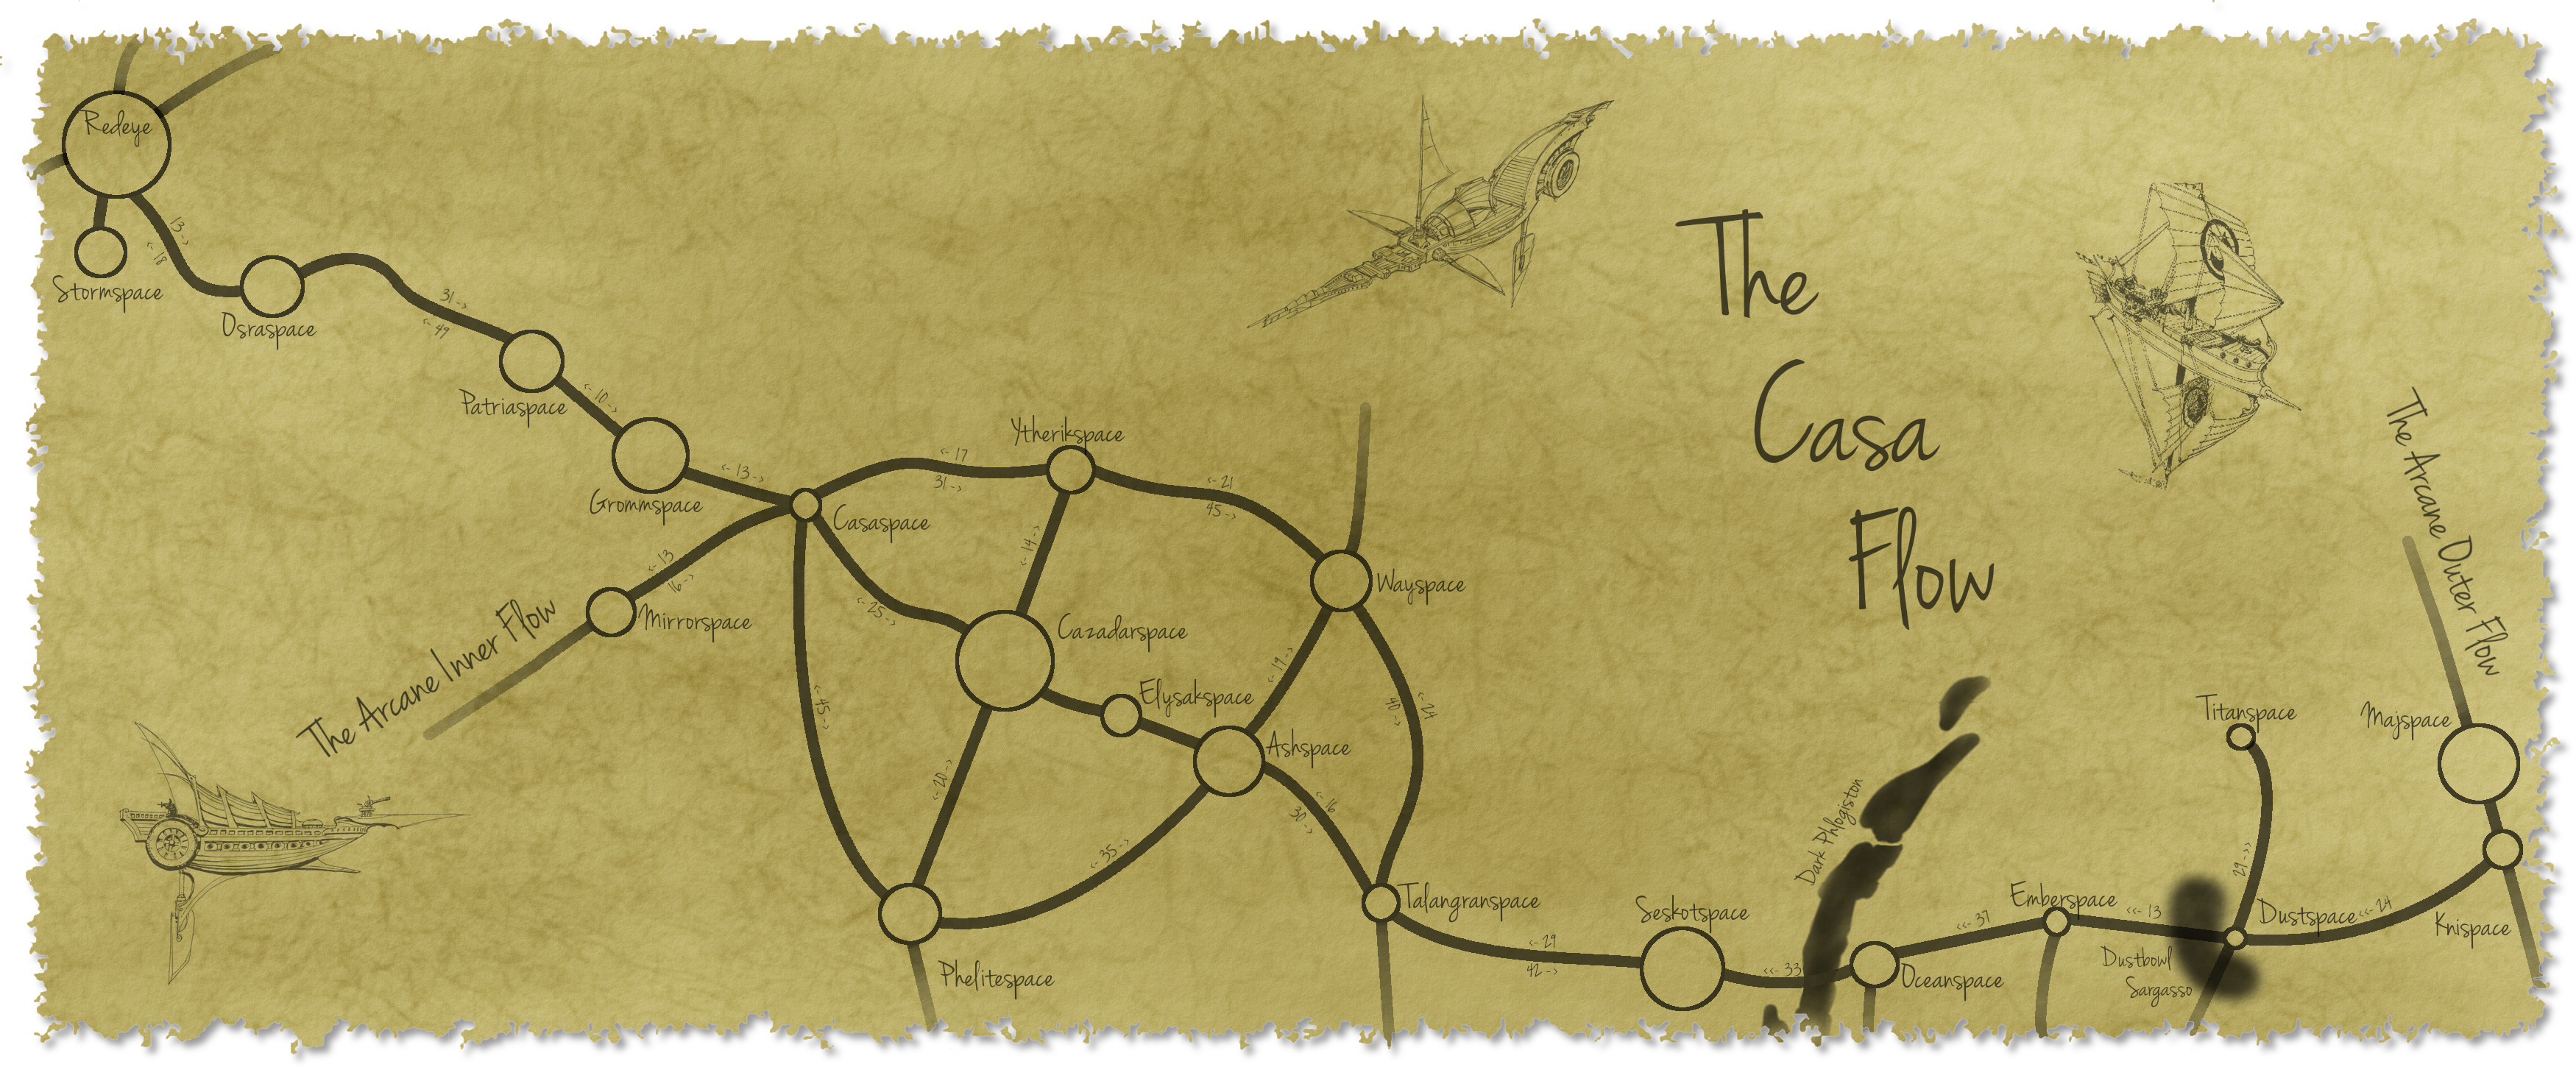 The
Casa
Flow
Redeye
13->
<-18
Stormspace
Osraspace
31->
<-49
Patriaspace
<-10->
Grommspace
<-13->
Casaspace
Ytherikspace
<-17
31->
<-21
45->
<-14->
<-13
16->
Mirrorspace
The Arcane Inner Flow
<-25->
<-45->
Cazadarspace
Elysakspace
Ashspace
Wayspace
<-19->
<-24
40->
<-20->
<-35->
<-16
30->
Phelitespace
Talangranspace
<-29
42->
Seskotspace
<<-33
Dark Phlogiston
Oceanspace
<<-37
Emberspace
<<-13
Dustbowl
Sargasso
Dustspace
29->>
Titanspace
<<-24
Knispace
Majspace
The Arcane Outer Flow